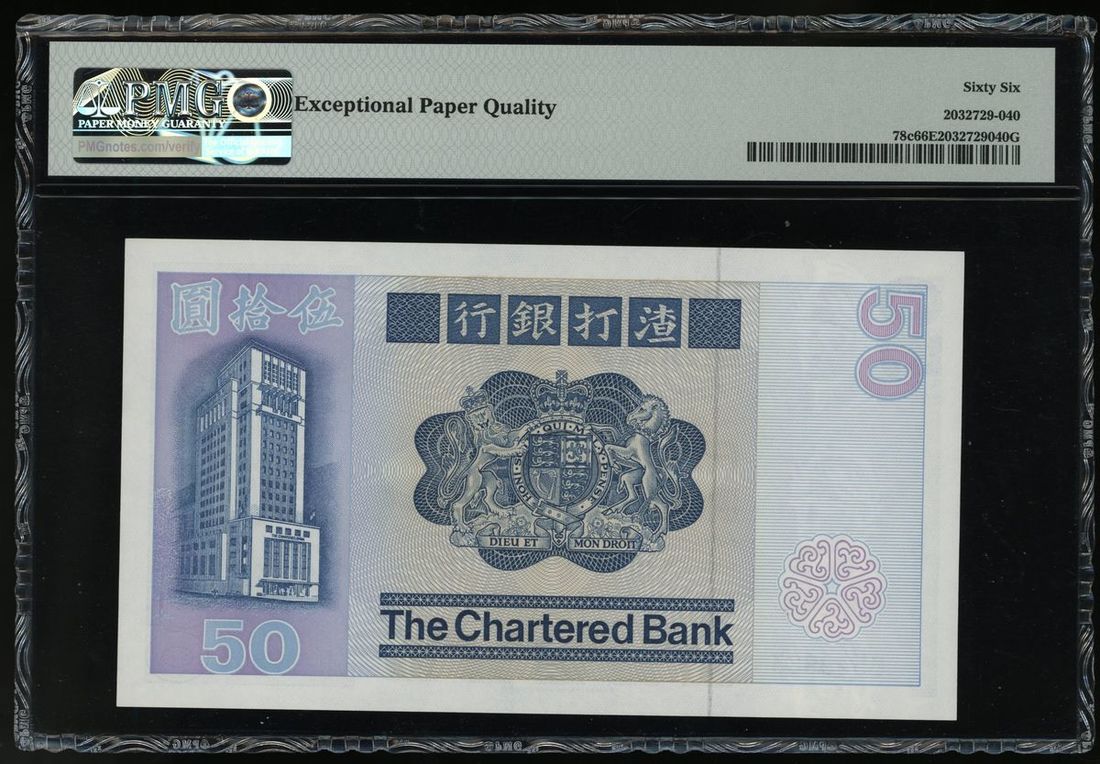 PMG
PAPER MONEY GUARANTY
PMGnotes.com/verify
Exceptional Paper Quality
Sixty Six
2032729-040
78c66E2032729040G
伍拾圓
渣打銀行
50
HONI · QUI · MAL · Y · PENSE
DIEU ET MON DROIT
50
The Chartered Bank